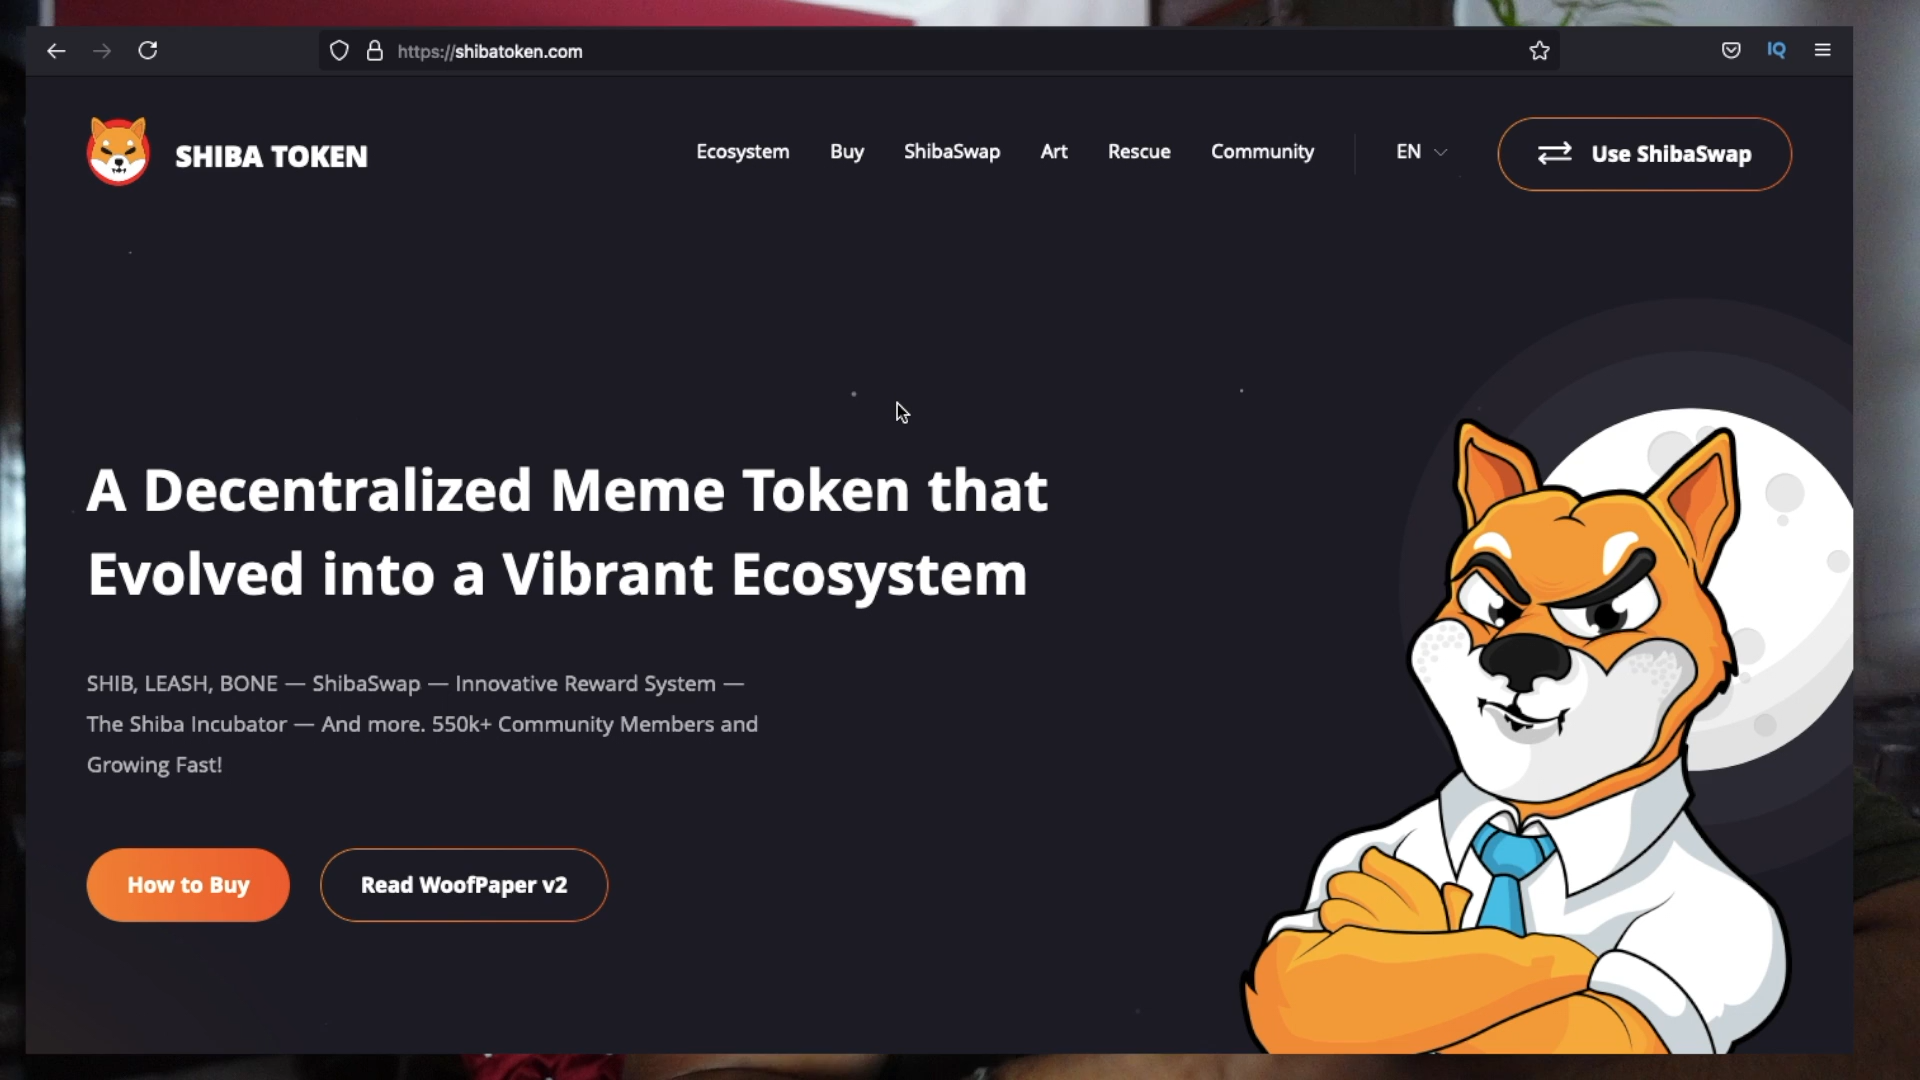 https://shibatoken.com
IQ
SHIBA TOKEN
Ecosystem
Buy
ShibaSwap
Art
Rescue
Community
EN
Use ShibaSwap
A Decentralized Meme Token that
Evolved into a Vibrant Ecosystem
SHIB, LEASH, BONE — ShibaSwap — Innovative Reward System —
The Shiba Incubator — And more. 550k+ Community Members and
Growing Fast!
How to Buy
Read WoofPaper v2